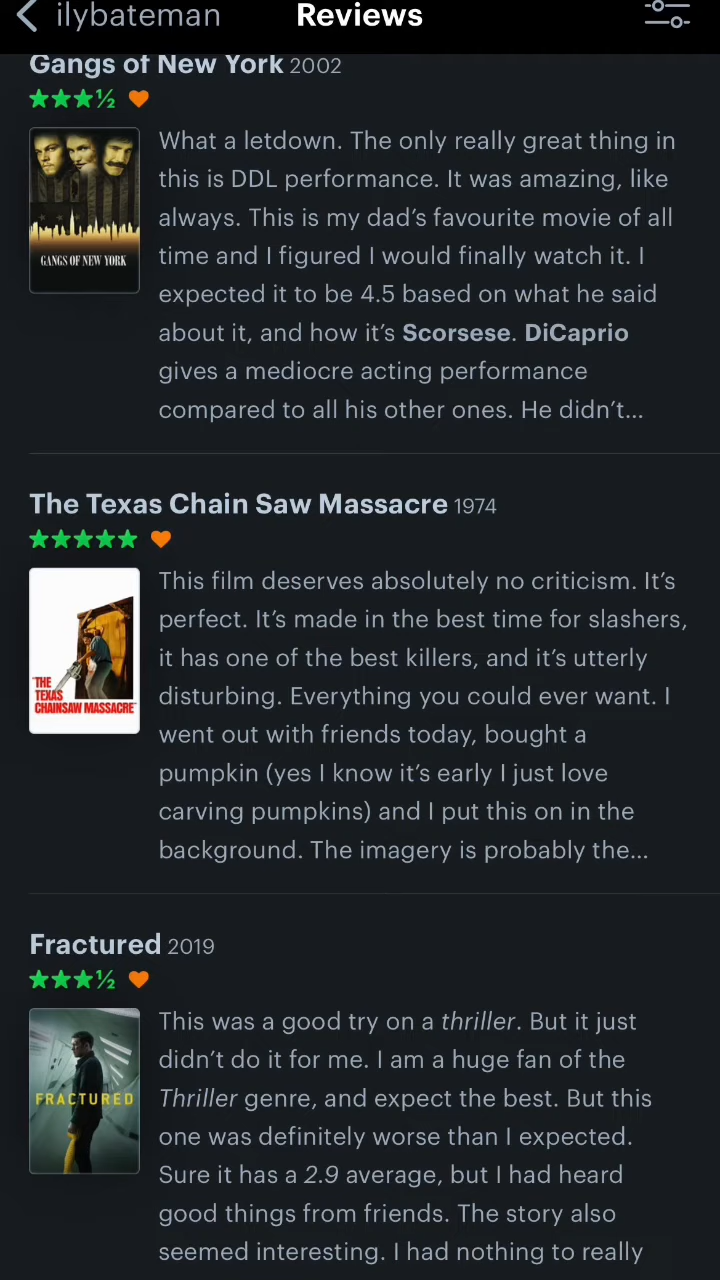 ilybateman
Reviews
Gangs of New York 2002
★★★½
GANGS OF NEW YORK
What a letdown. The only really great thing in
this is DDL performance. It was amazing, like
always. This is my dad’s favourite movie of all
time and I figured I would finally watch it. I
expected it to be 4.5 based on what he said
about it, and how it’s Scorsese. DiCaprio
gives a mediocre acting performance
compared to all his other ones. He didn’t...
The Texas Chain Saw Massacre 1974
★★★★★
"THE
TEXAS
CHAINSAW MASSACRE"
This film deserves absolutely no criticism. It’s
perfect. It’s made in the best time for slashers,
it has one of the best killers, and it’s utterly
disturbing. Everything you could ever want. I
went out with friends today, bought a
pumpkin (yes I know it’s early I just love
carving pumpkins) and I put this on in the
background. The imagery is probably the...
Fractured 2019
★★★½
FRACTURED
This was a good try on a thriller. But it just
didn’t do it for me. I am a huge fan of the
Thriller genre, and expect the best. But this
one was definitely worse than I expected.
Sure it has a 2.9 average, but I had heard
good things from friends. The story also
seemed interesting. I had nothing to really